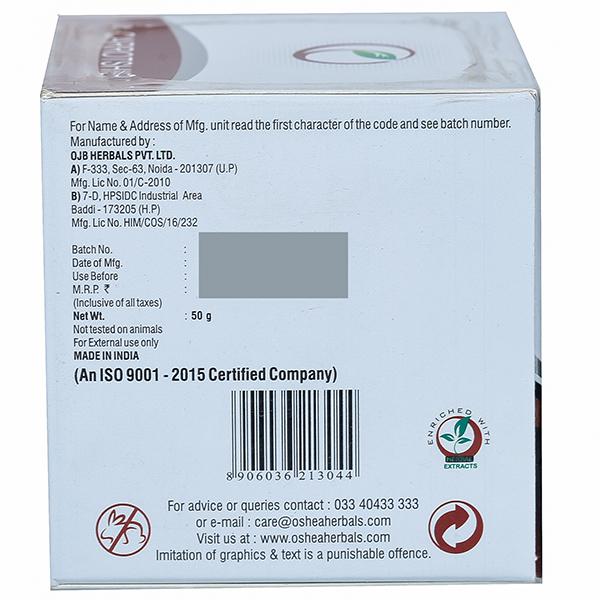 For Name & Address of Mfg. unit read the first character of the code and see batch number.
Manufactured by :
OJB HERBALS PVT. LTD.
A) F-333, Sec-63, Noida - 201307 (U.P)
Mfg. Lic No. 01/C-2010
B) 7-D, HPSIDC Industrial Area
Baddi - 173205 (H.P)
Mfg. Lic No. HIM/COS/16/232
Batch No. :
Date of Mfg. :
Use Before :
M.R.P. ₹ :
(Inclusive of all taxes)
Net Wt. : 50 g
Not tested on animals
For External use only
MADE IN INDIA
(An ISO 9001 - 2015 Certified Company)
8 906036 213044
ENRICHED WITH
EXTRACTS
For advice or queries contact : 033 40433 333
or e-mail : care@osheaherbals.com
Visit us at : www.osheaherbals.com
Imitation of graphics & text is a punishable offence.